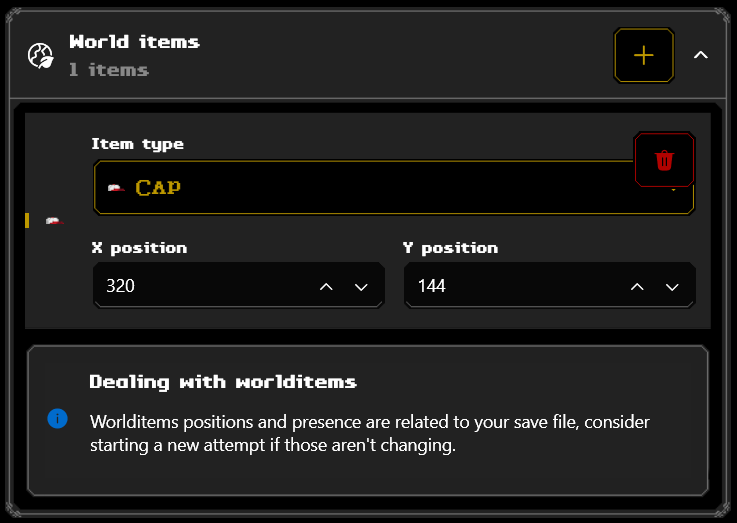 World items
1 items
Item type
CAP
X position
Y position
320
144
Dealing with worlditems
Worlditems positions and presence are related to your save file, consider
starting a new attempt if those aren't changing.